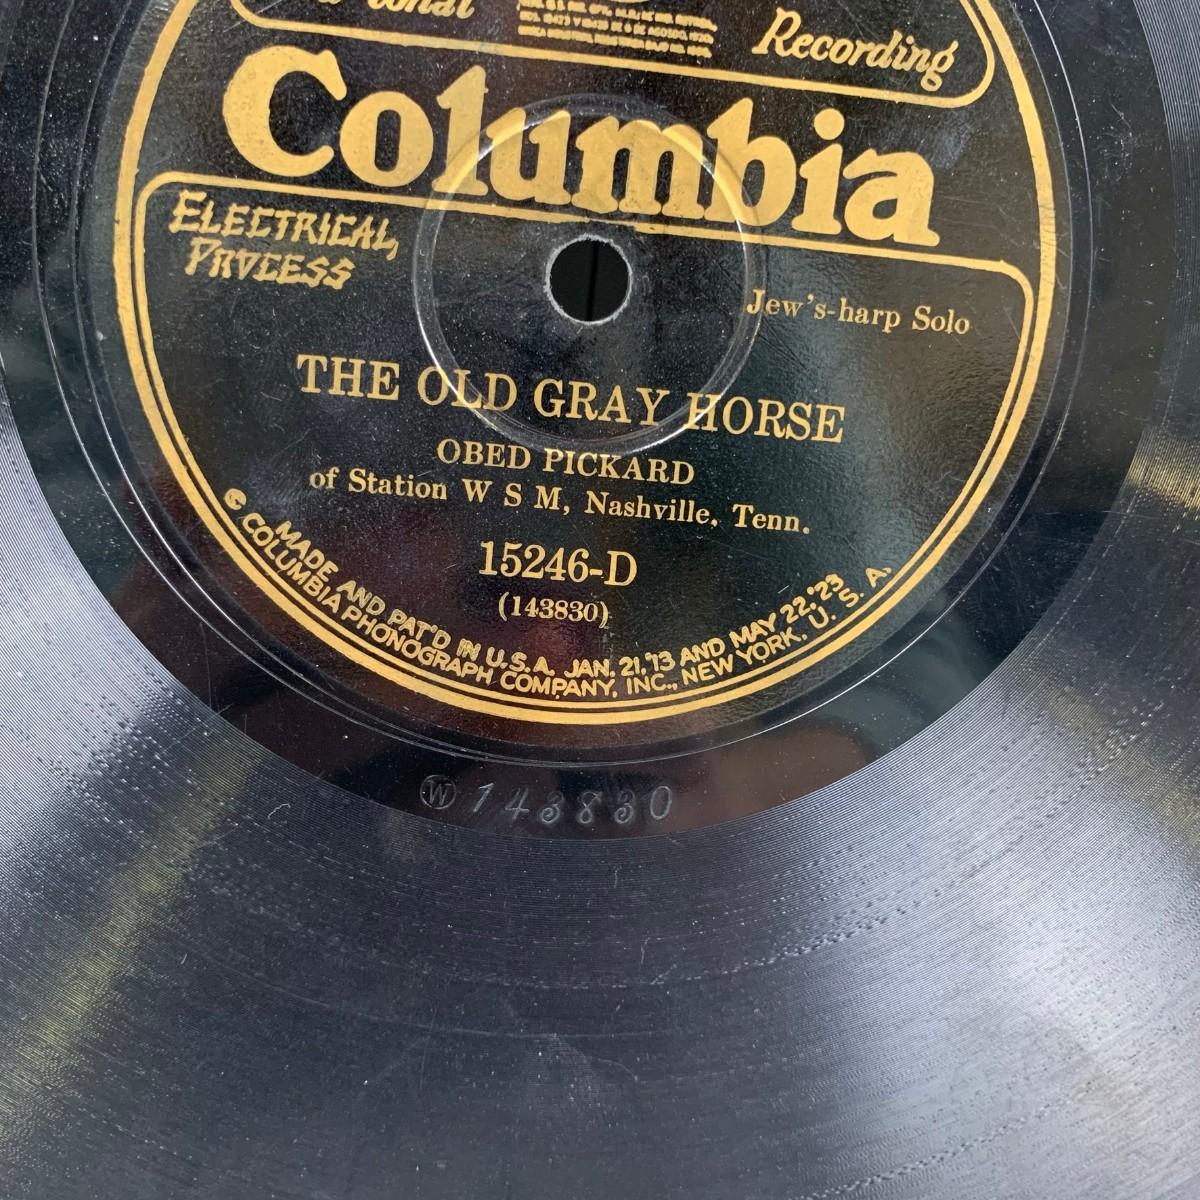 Recording
Columbia
ELECTRICAL
PROCESS
Jew's-harp Solo
THE OLD GRAY HORSE
OBED PICKARD
of Station W S M, Nashville, Tenn.
15246-D
(143830)
MADE AND PAT'D IN U.S.A. JAN. 21, '13 AND MAY 22, '23
COLUMBIA PHONOGRAPH COMPANY, INC., NEW YORK, U. S. A.
W 143830